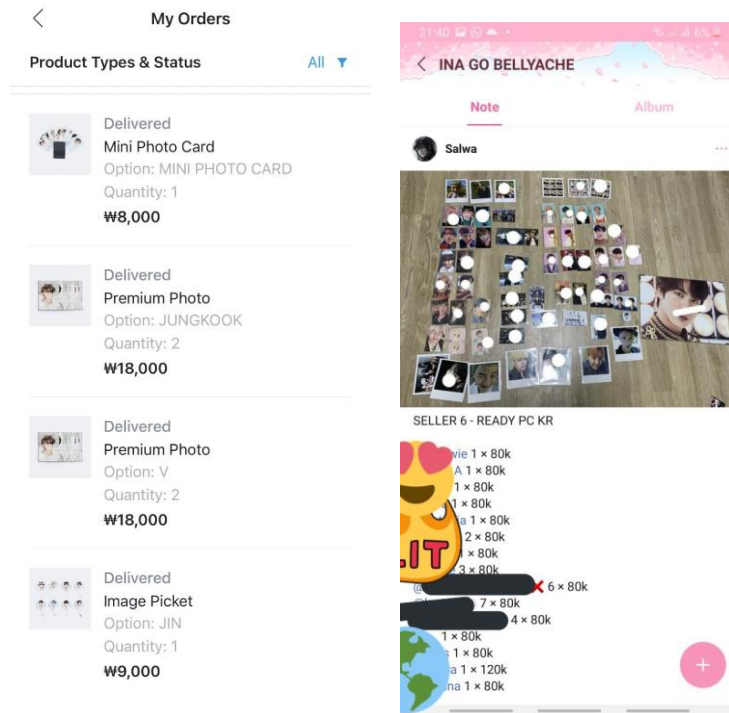 My Orders
Product Types & Status
All
Delivered
Mini Photo Card
Option: MINI PHOTO CARD
Quantity: 1
₩8,000
Delivered
Premium Photo
Option: JUNGKOOK
Quantity: 2
₩18,000
Delivered
Premium Photo
Option: V
Quantity: 2
₩18,000
Delivered
Image Picket
Option: JIN
Quantity: 1
₩9,000
21.40
6%
INA GO BELLYACHE
Note
Album
Salwa
SELLER 6 - READY PC KR
1 × 80k
A 1 × 80k
1 × 80k
1 × 80k
1 × 80k
2 × 80k
1 × 80k
3 × 80k
6 × 80k
7 × 80k
4 × 80k
1 × 80k
1 × 80k
1 × 120k
1 × 80k
LIT